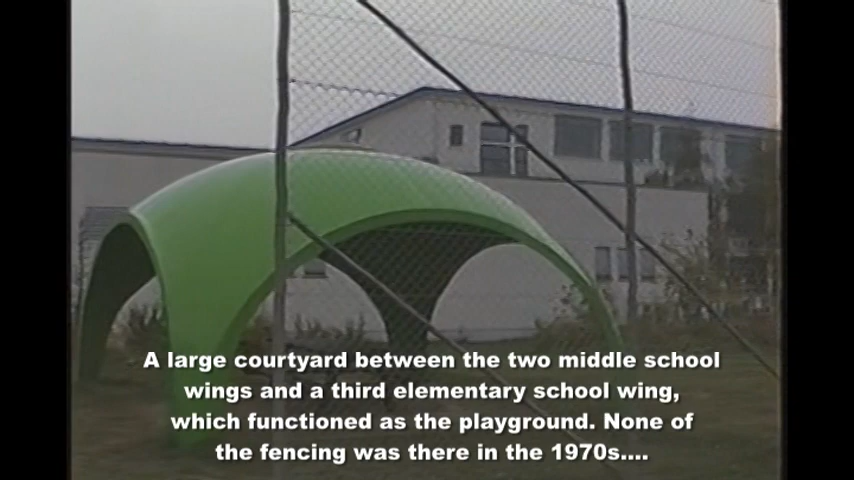 A large courtyard between the two middle school
wings and a third elementary school wing,
which functioned as the playground. None of
the fencing was there in the 1970s....